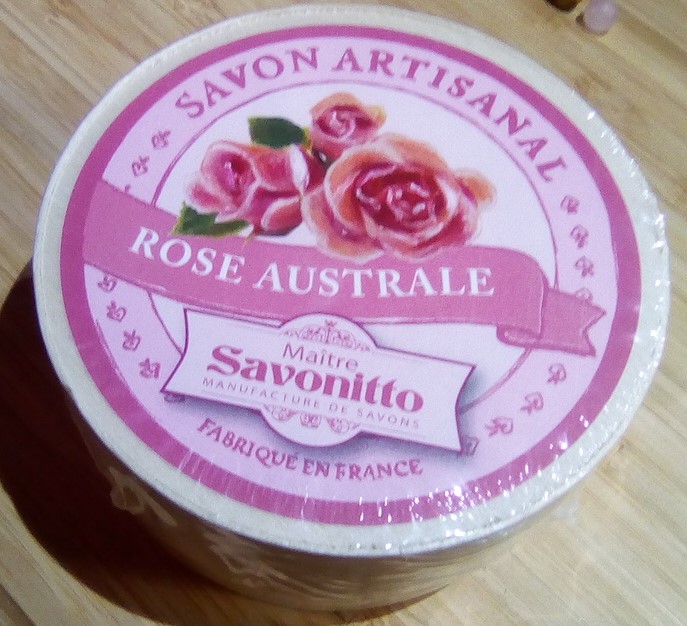 SAVON ARTISANAL
ROSE AUSTRALE
Maître
Savonitto
MANUFACTURE DE SAVONS
FABRIQUÉ EN FRANCE